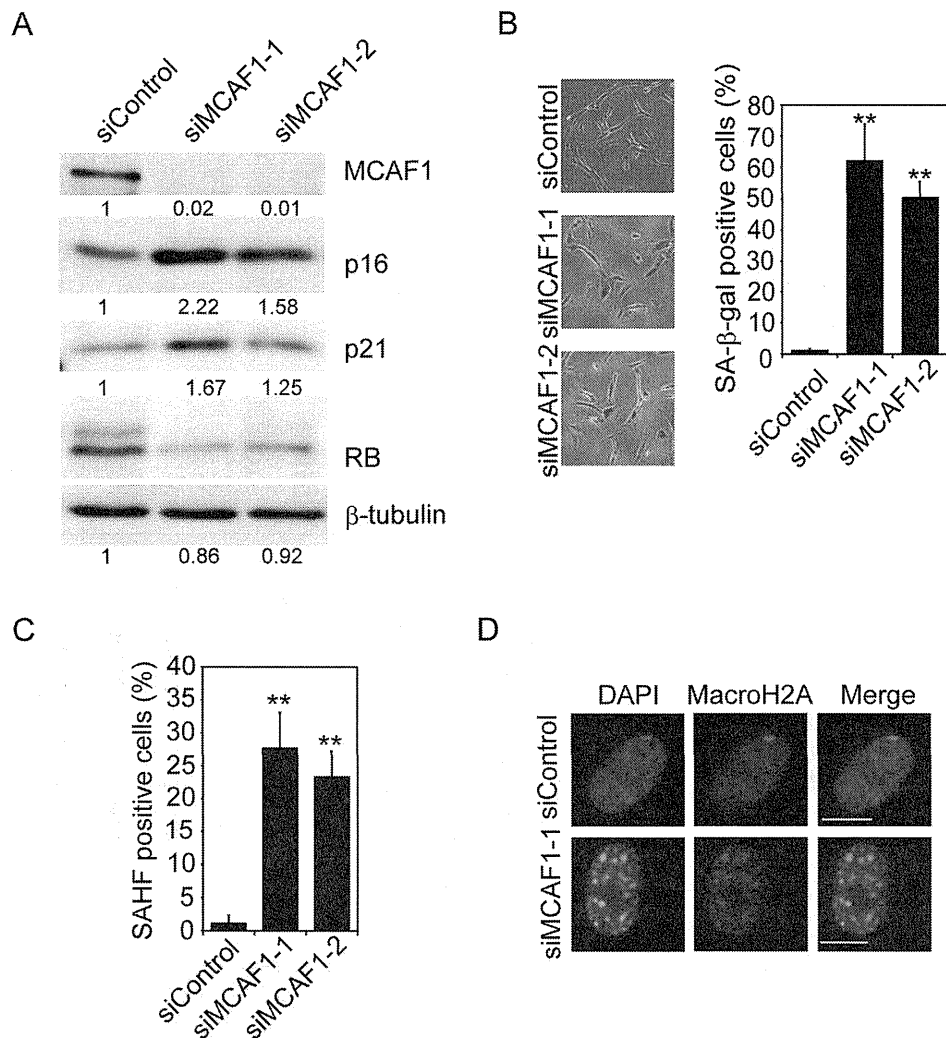 A
siControl
siMCAF1-1
siMCAF1-2
MCAF1
1 0.02 0.01
p16
1 2.22 1.58
p21
1 1.67 1.25
RB
β-tubulin
1 0.86 0.92
B
siControl
siMCAF1-1
siMCAF1-2
SA-β-gal positive cells (%)
80
70
60
50
40
30
20
10
0
**
**
siControl
siMCAF1-1
siMCAF1-2
C
SAHF positive cells (%)
40
35
30
25
20
15
10
5
0
**
**
siControl
siMCAF1-1
siMCAF1-2
D
DAPI MacroH2A Merge
siControl
siMCAF1-1